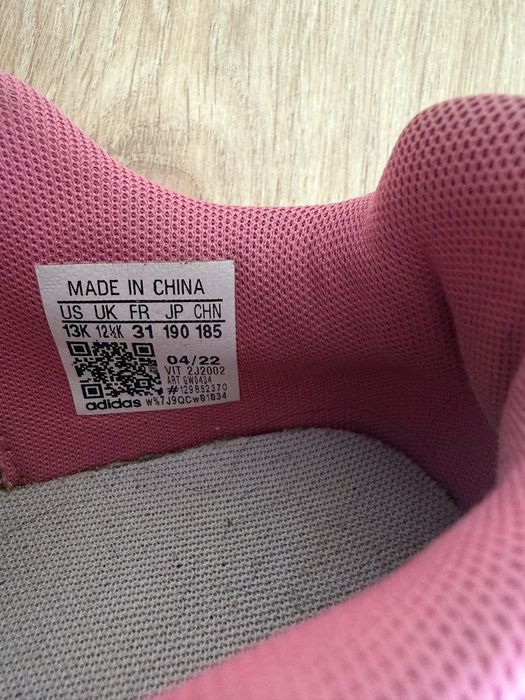 MADE IN CHINA
US UK FR JP CHN
13K 12½K 31 190 185
04/22
VIT 2J2002
ART GW0434
#129852370
adidas W%7J9QCW01034